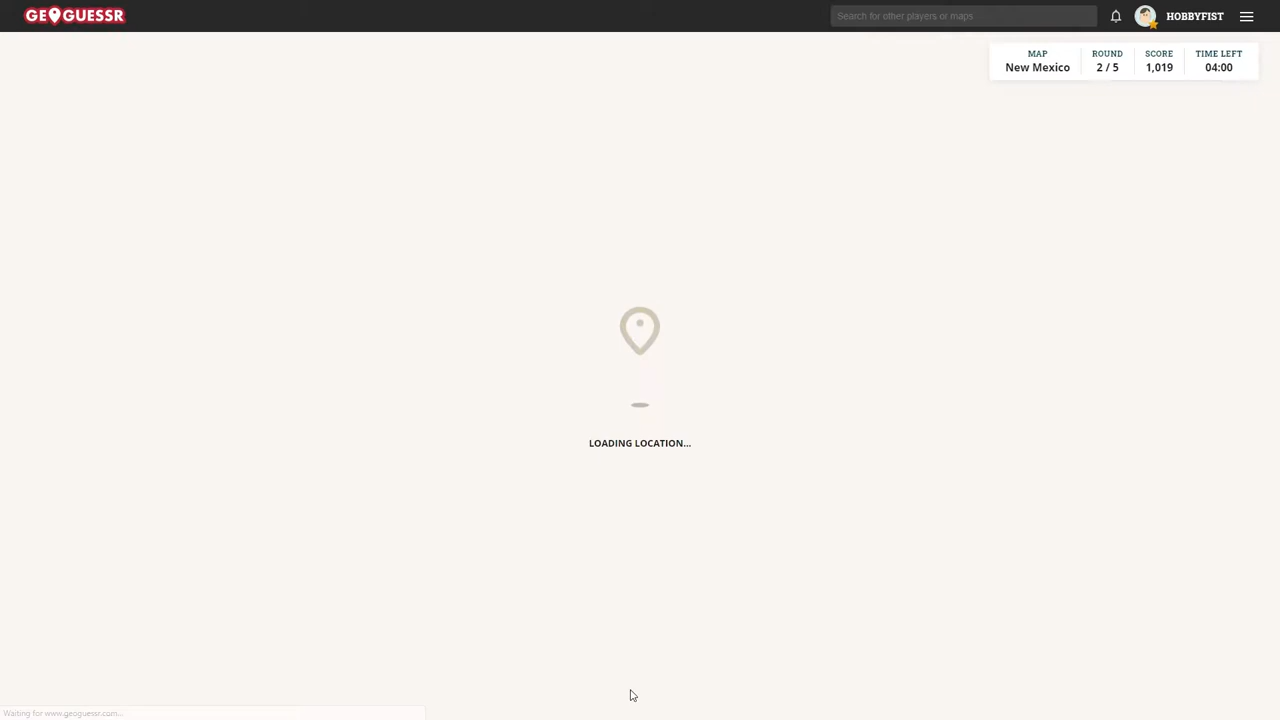 GEOGUESSR
Search for other players or maps
HOBBYFIST
MAP ROUND SCORE TIME LEFT
New Mexico 2 / 5 1,019 04:00
LOADING LOCATION...
Waiting for www.geoguessr.com...